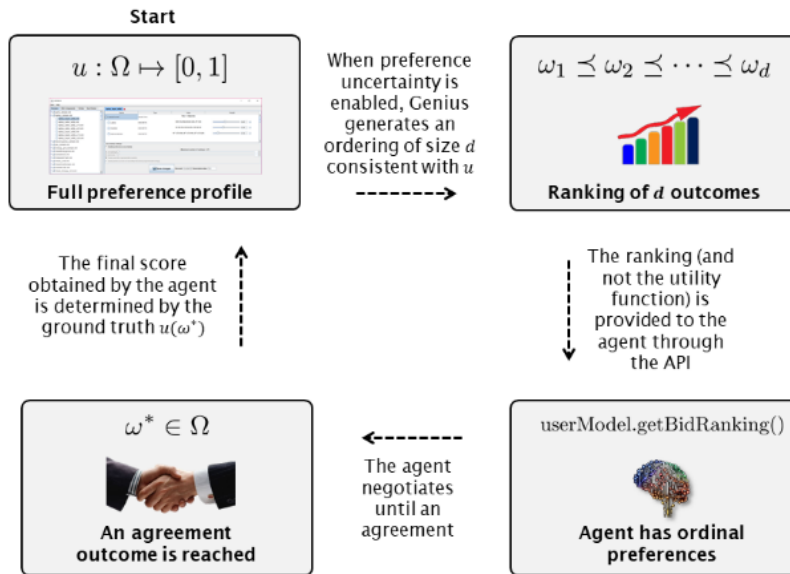 Start
u : Ω ↦ [0, 1]
Full preference profile
When preference
uncertainty is
enabled, Genius
generates an
ordering of size d
consistent with u
ω₁ ⪯ ω₂ ⪯ ⋯ ⪯ ω_d
Ranking of d outcomes
The ranking (and
not the utility
function) is
provided to the
agent through
the API
userModel.getBidRanking()
Agent has ordinal
preferences
The agent
negotiates
until an
agreement
ω* ∈ Ω
An agreement
outcome is reached
The final score
obtained by the agent
is determined by the
ground truth u(ω*)